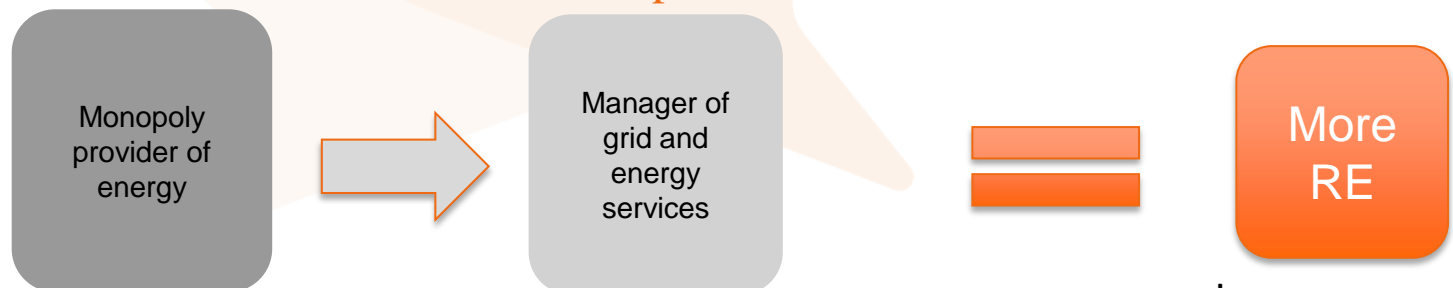 Monopoly
provider of
energy
Manager of
grid and
energy
services
More
RE